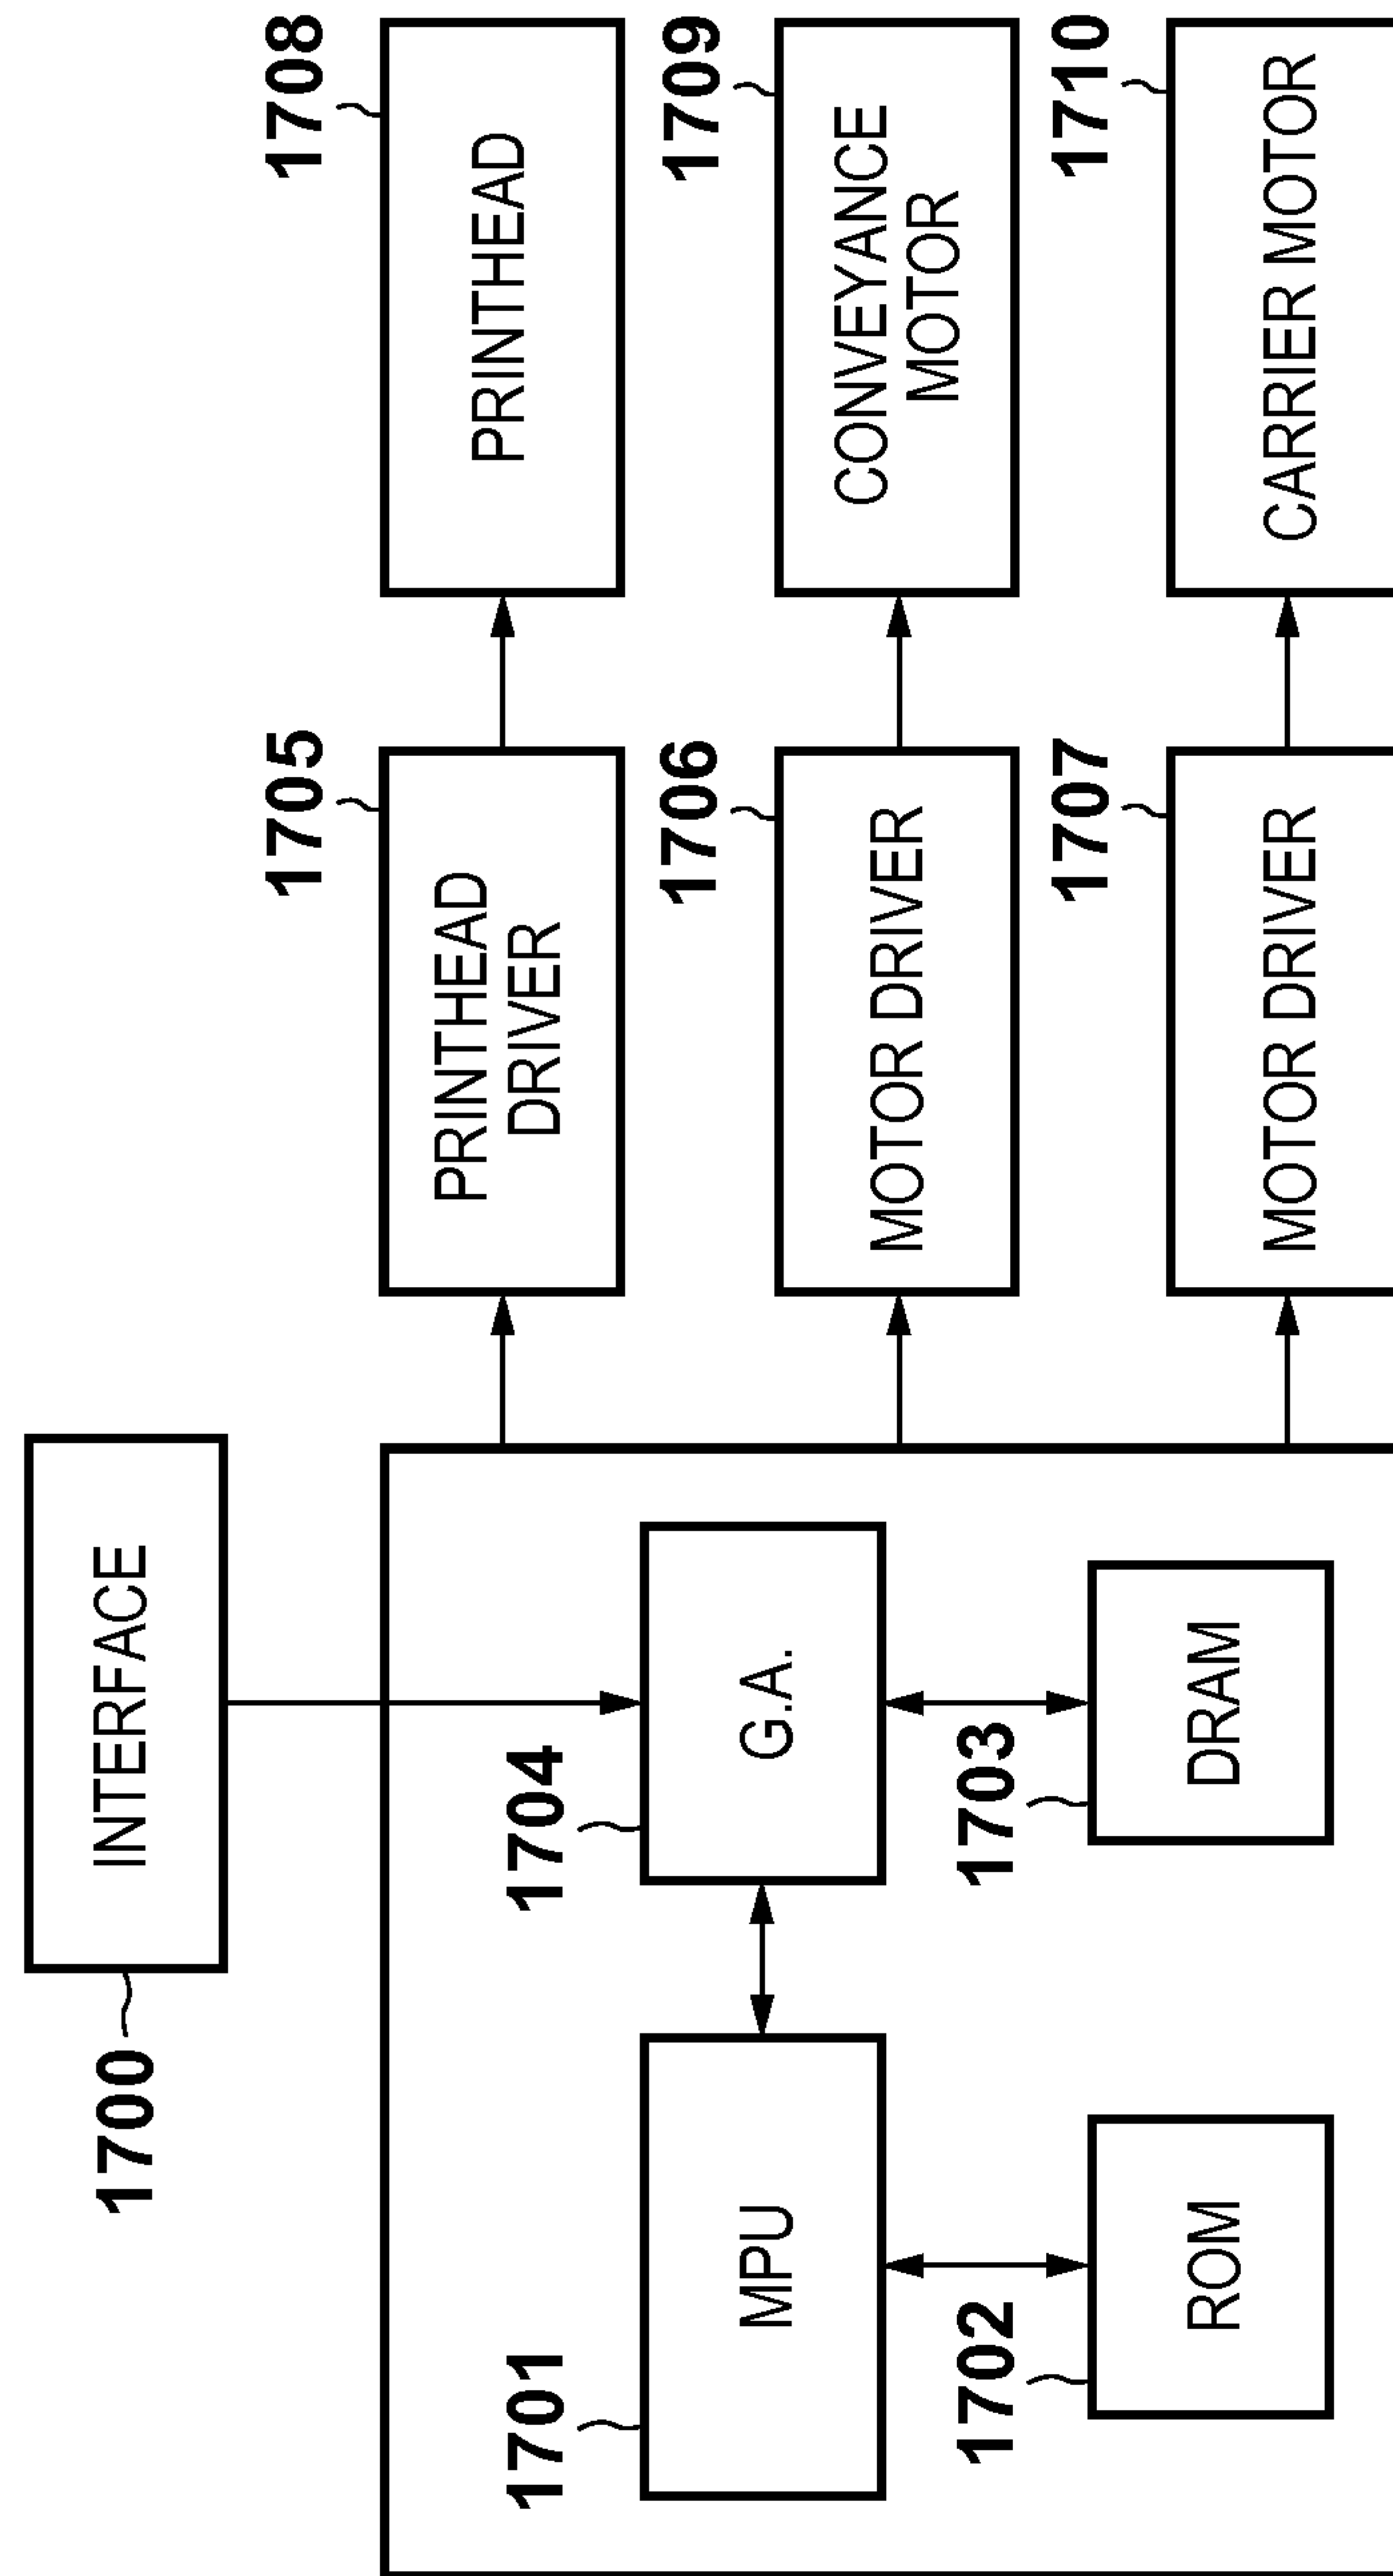 1700
INTERFACE
1701
MPU
1704
G.A.
1702
ROM
1703
DRAM
1705
PRINTHEAD
DRIVER
1708
PRINTHEAD
1706
MOTOR DRIVER
1709
CONVEYANCE
MOTOR
1707
MOTOR DRIVER
1710
CARRIER MOTOR